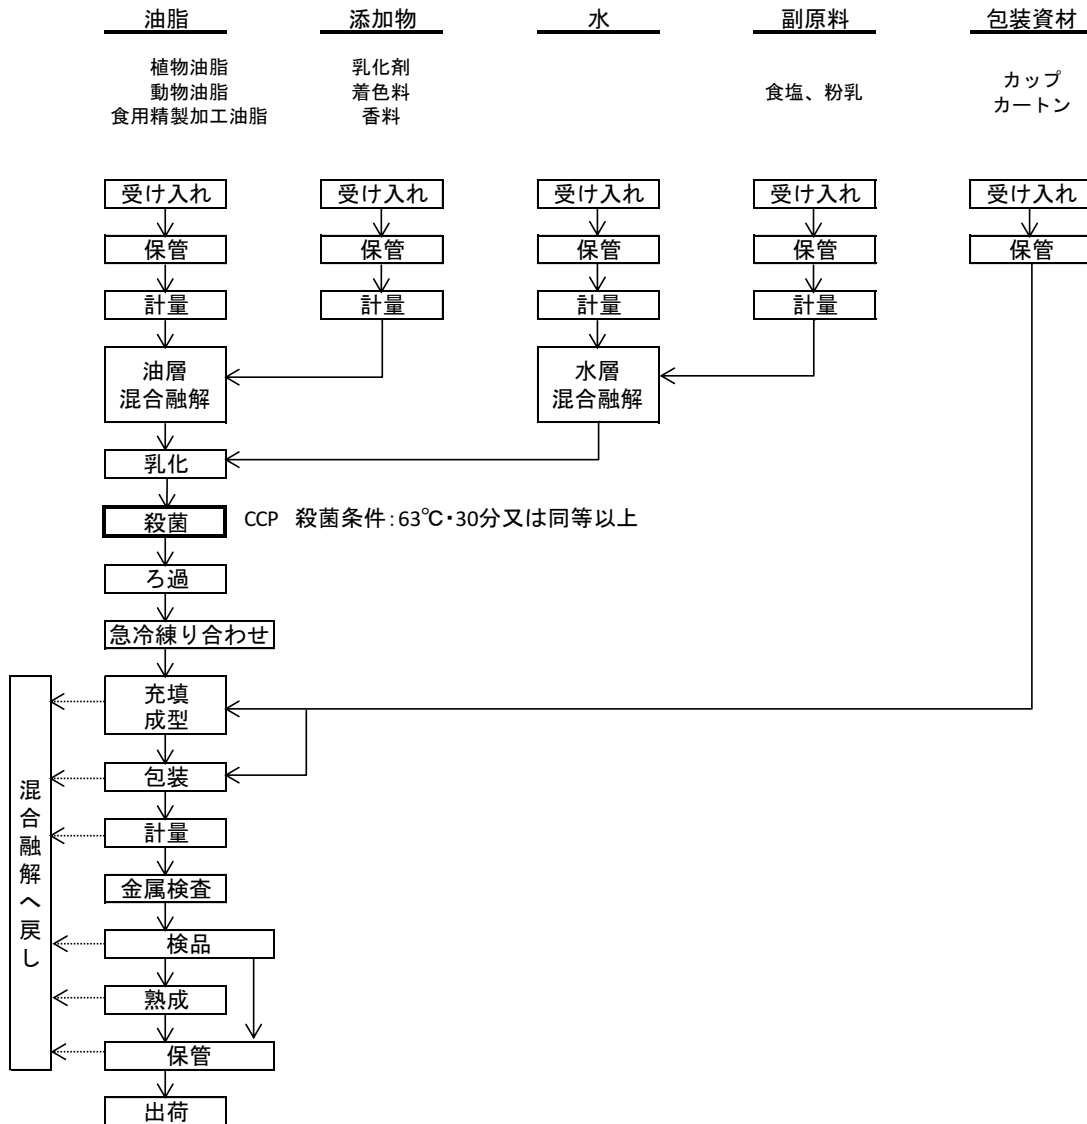 油脂
添加物
水
副原料
包装資材
植物油脂
動物油脂
食用精製加工油脂
乳化剤
着色料
香料
食塩、粉乳
カップ
カートン
受け入れ
受け入れ
受け入れ
受け入れ
受け入れ
保管
保管
保管
保管
保管
計量
計量
計量
計量
油層
混合融解
水層
混合融解
乳化
殺菌
CCP 殺菌条件：63℃・30分又は同等以上
ろ過
急冷練り合わせ
充填
成型
包装
計量
金属検査
検品
熟成
保管
出荷
混合融解へ戻し